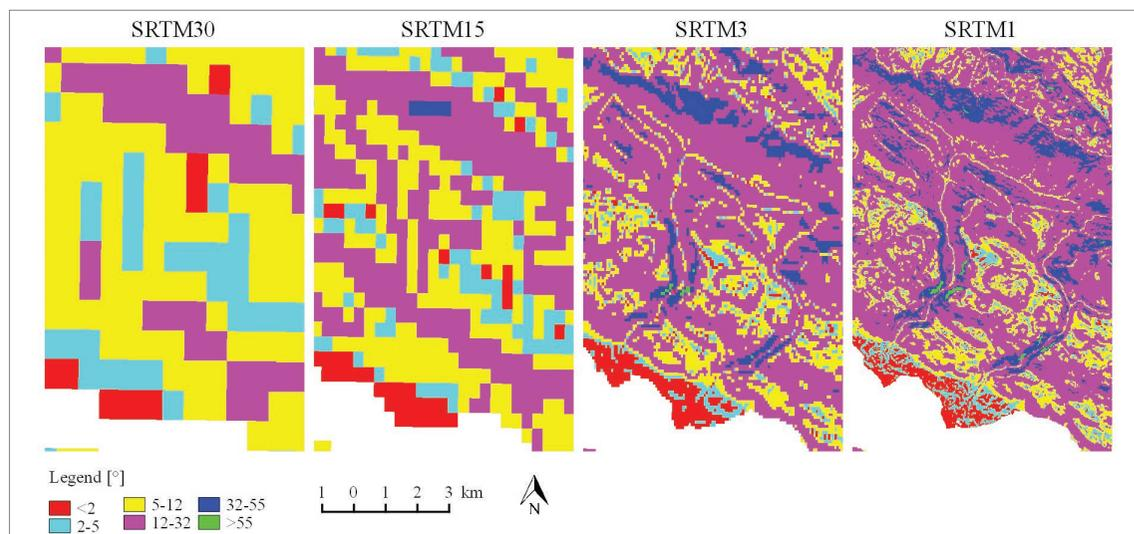 SRTM30 SRTM15 SRTM3 SRTM1
Legend [°]
<2 5-12 32-55
2-5 12-32 >55
1 0 1 2 3 km
N